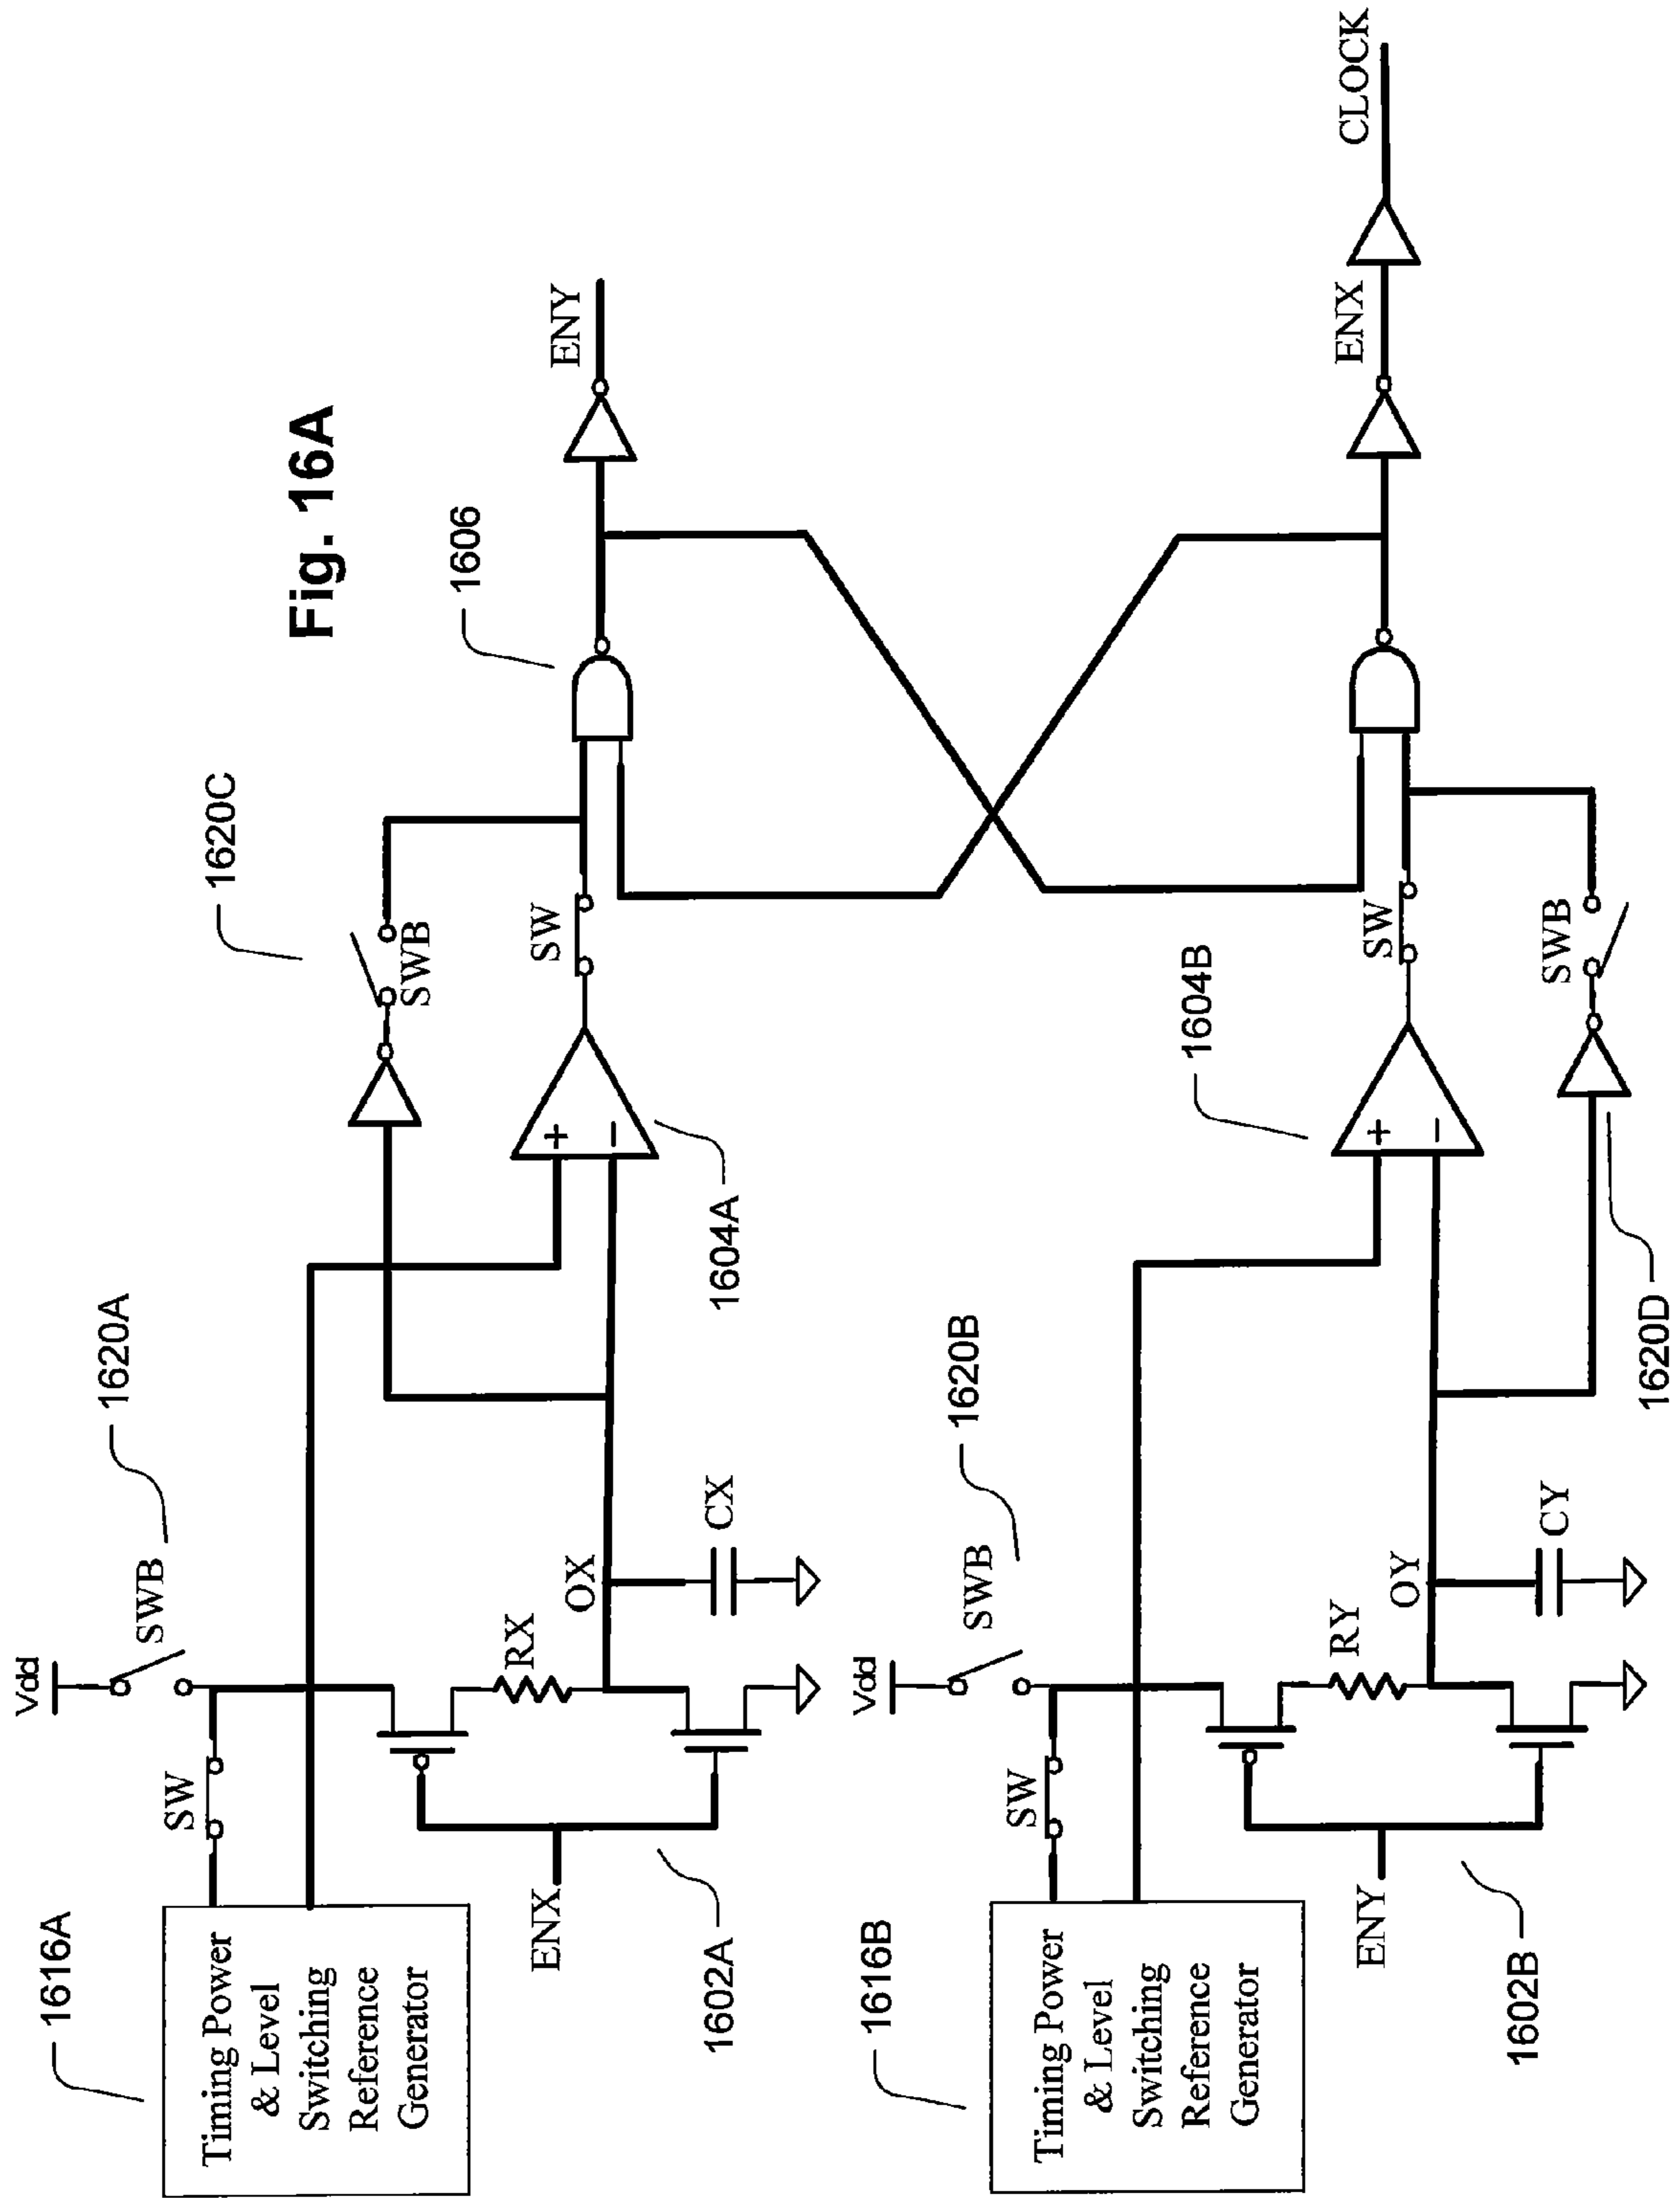 Fig. 16A
1616A
Timing Power
& Level
Switching
Reference
Generator
SW
Vdd
SWB
1620A
ENX
1602A
RX
OX
CX
1604A
+
−
1620C
SWB
SW
1606
ENY
1616B
Timing Power
& Level
Switching
Reference
Generator
SW
Vdd
SWB
1620B
ENY
1602B
RY
OY
CY
1604B
+
−
SW
SWB
1620D
ENX
CLOCK